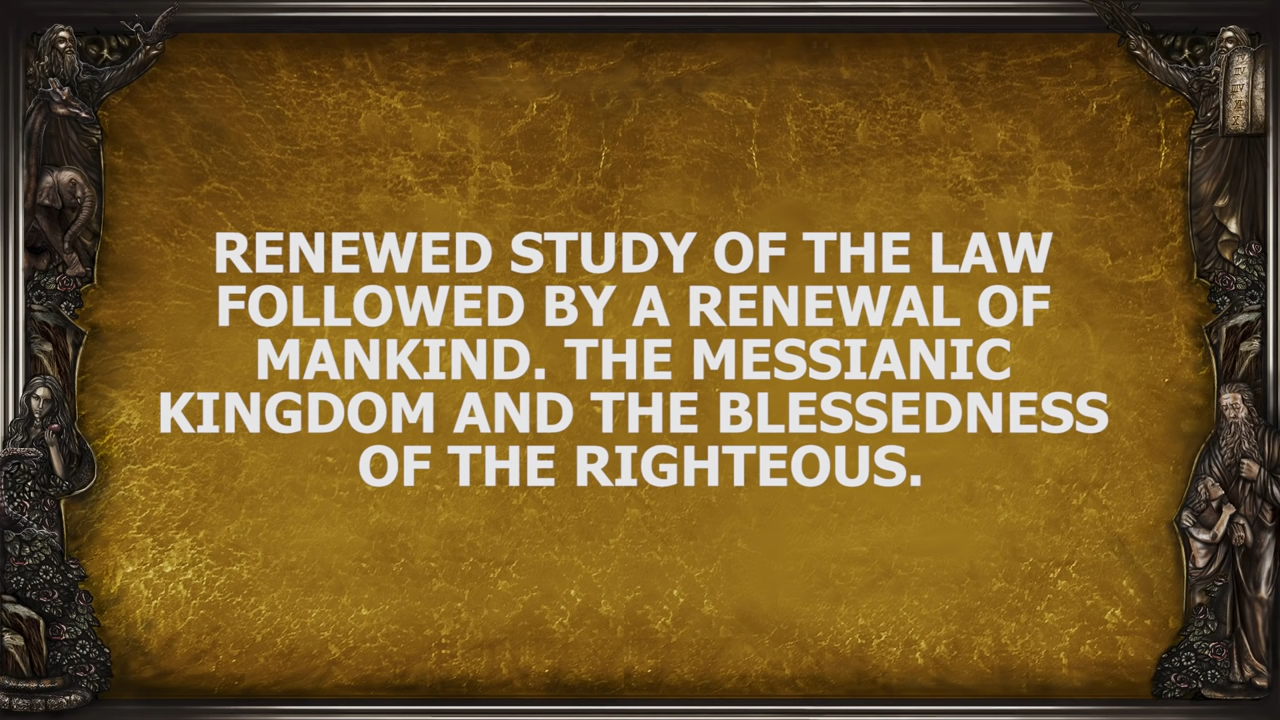 RENEWED STUDY OF THE LAW
FOLLOWED BY A RENEWAL OF
MANKIND. THE MESSIANIC
KINGDOM AND THE BLESSEDNESS
OF THE RIGHTEOUS.